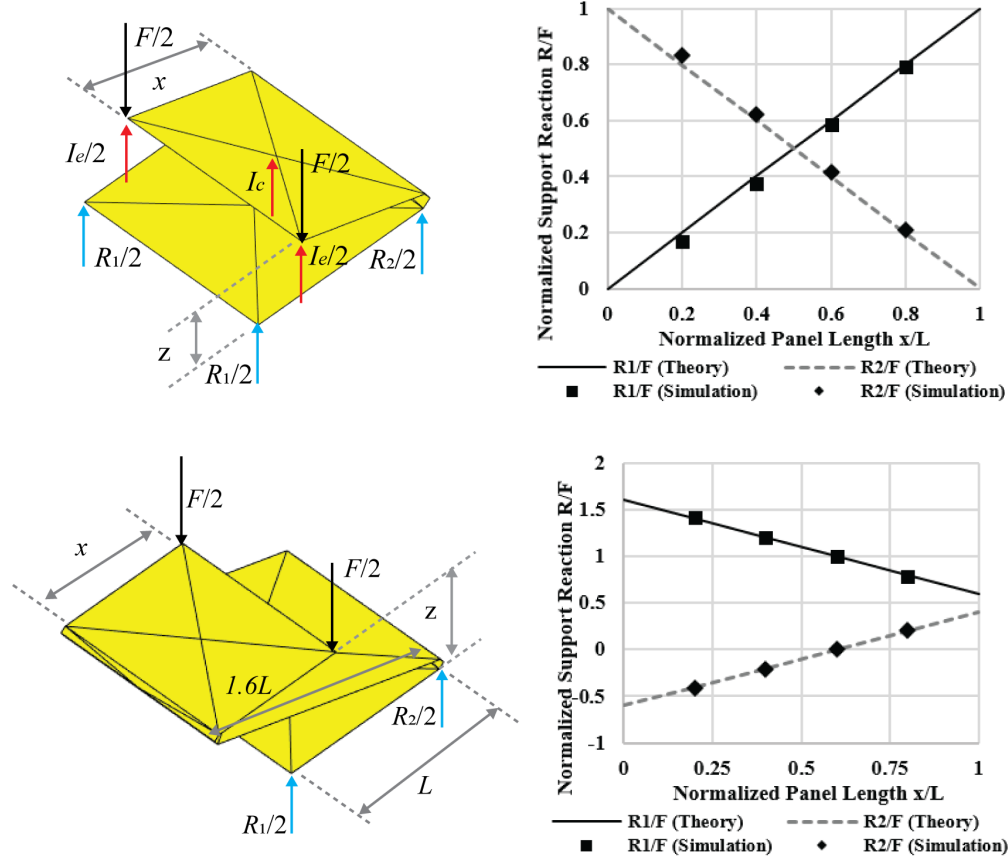 F/2
x
I_e/2
I_c
F/2
R₁/2
I_e/2
R₂/2
z
R₁/2
Normalized Support Reaction R/F
1
0.8
0.6
0.4
0.2
0
0 0.2 0.4 0.6 0.8 1
Normalized Panel Length x/L
R1/F (Theory) R2/F (Theory)
R1/F (Simulation) R2/F (Simulation)
F/2
x
F/2
z
1.6L
R₂/2
L
R₁/2
Normalized Support Reaction R/F
2
1.5
1
0.5
0
-0.5
-1
0 0.25 0.5 0.75 1
Normalized Panel Length x/L
R1/F (Theory) R2/F (Theory)
R1/F (Simulation) R2/F (Simulation)